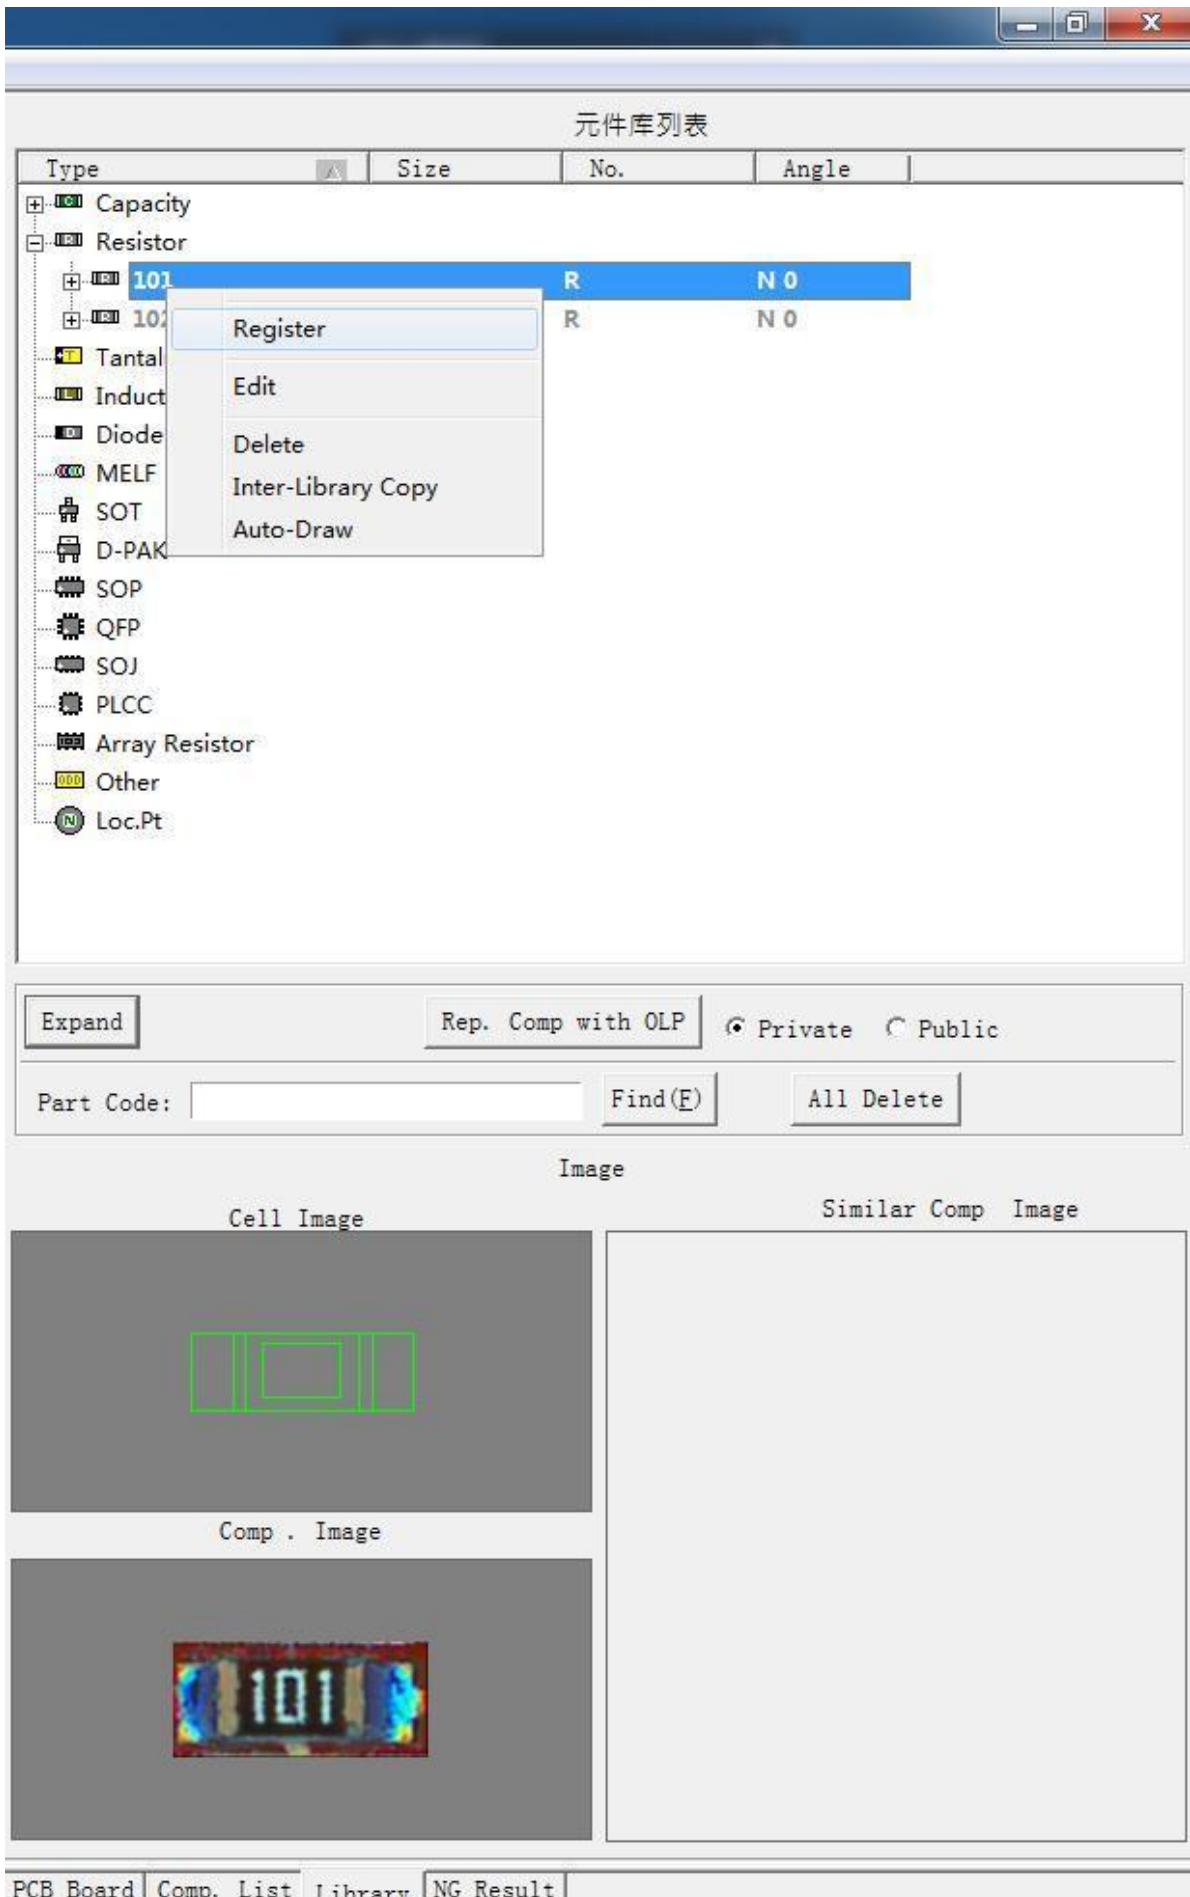 元件库列表
Type Size No. Angle
Capacity
Resistor
101 R N 0
102 R N 0
Register
Tantal
Edit
Induct
Diode
Delete
MELF
Inter-Library Copy
SOT
Auto-Draw
D-PAK
SOP
QFP
SOJ
PLCC
Array Resistor
Other
Loc.Pt
Expand Rep. Comp with OLP Private Public
Part Code: Find(F) All Delete
Image
Cell Image Similar Comp Image
Comp . Image
101
PCB Board Comp. List Library NG Result